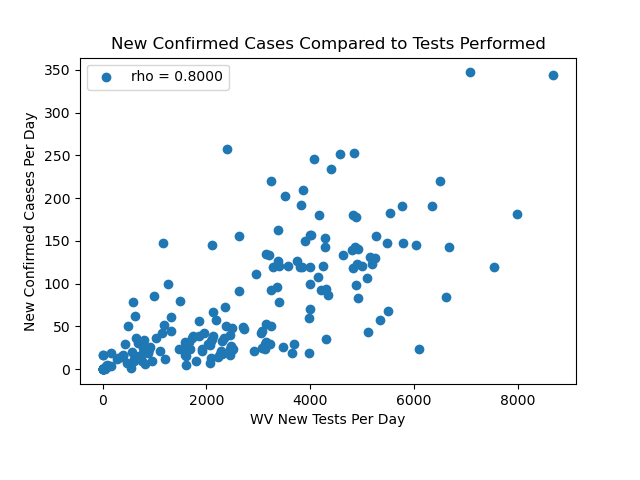 New Confirmed Cases Compared to Tests Performed
rho = 0.8000
350
300
250
200
150
100
50
0
New Confirmed Caeses Per Day
0 2000 4000 6000 8000
WV New Tests Per Day